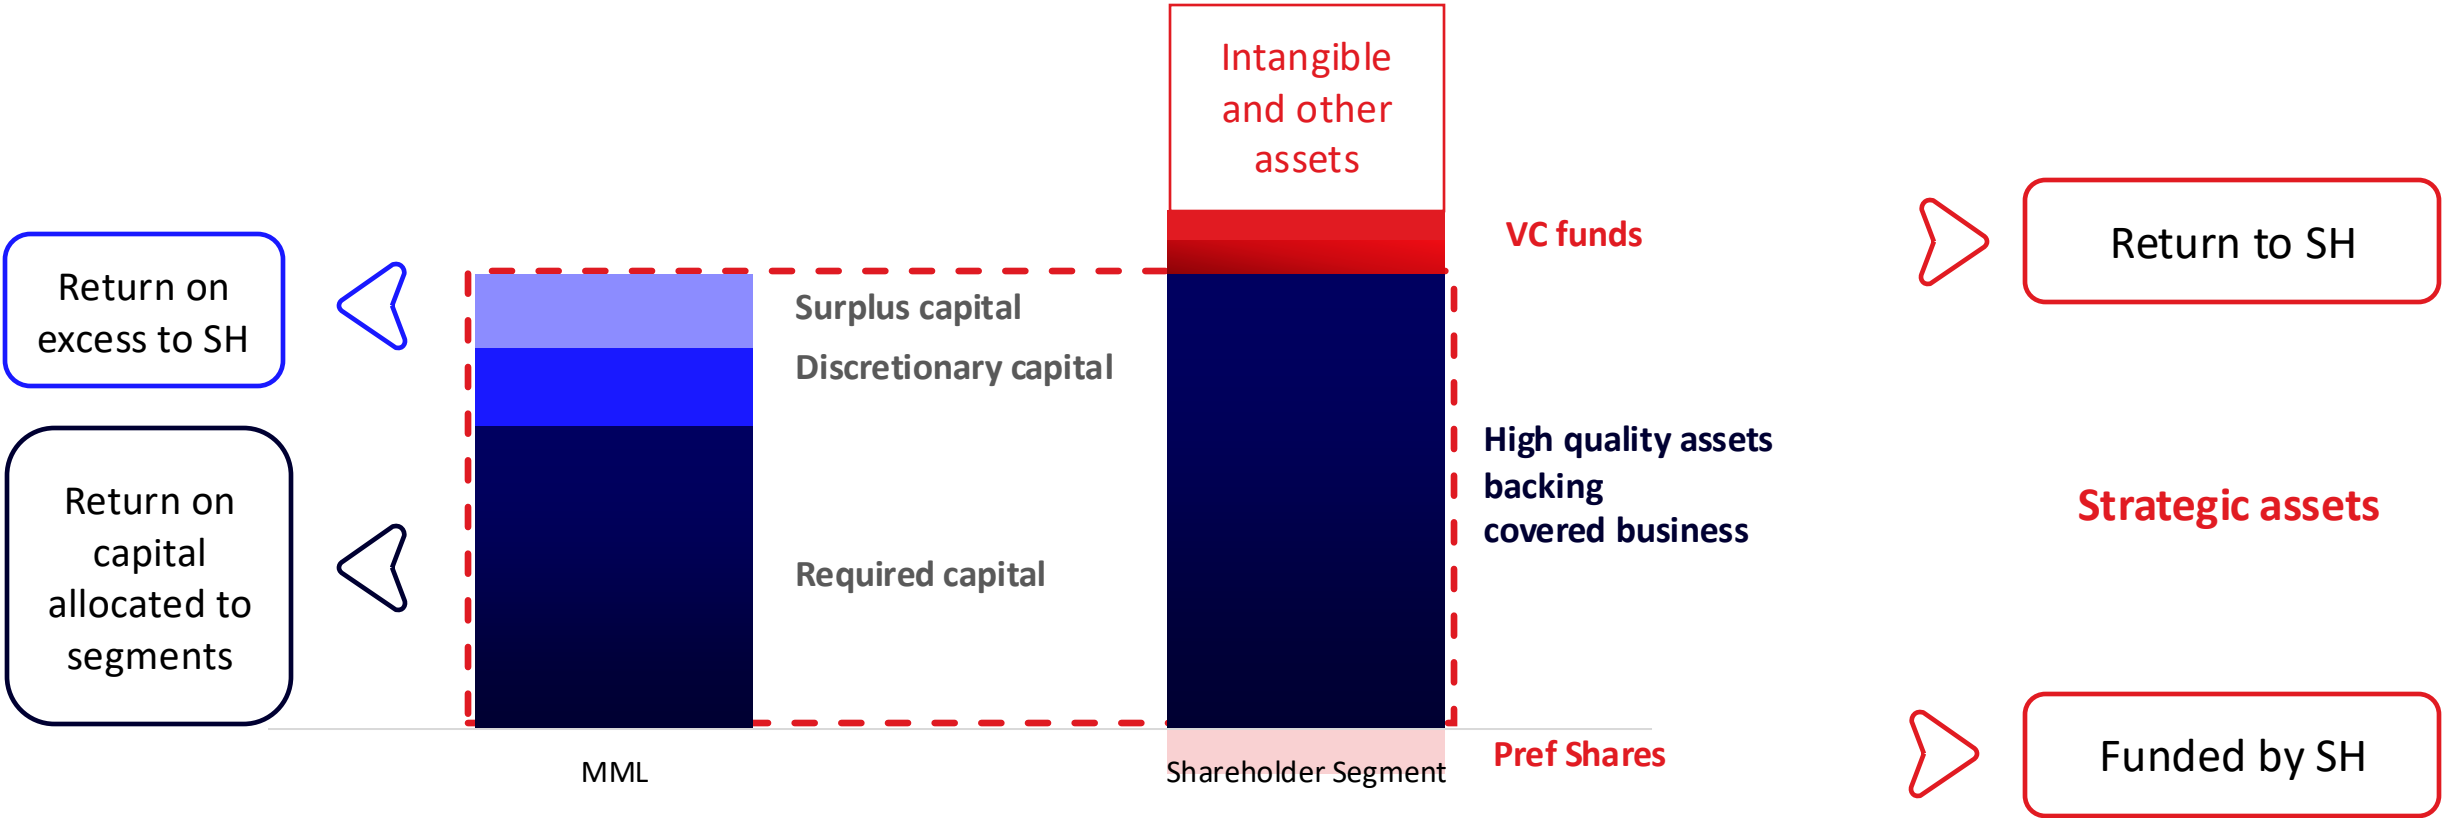 Intangible
and other
assets
VC funds
Return to SH
Return on
excess to SH
Surplus capital
Discretionary capital
High quality assets
backing
covered business
Strategic assets
Return on
capital
allocated to
segments
Required capital
Pref Shares
Funded by SH
MML
Shareholder Segment